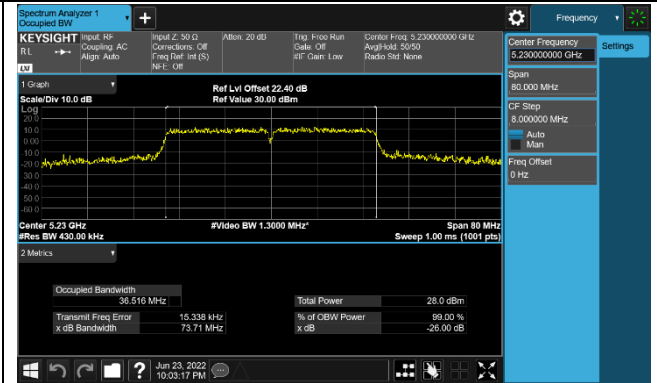 Spectrum Analyzer 1
Occupied BW
+
Frequency
KEYSIGHT Input: RF Input Z: 50 Ω Atten: 20 dB Trig: Free Run Center Freq: 5.230000000 GHz
RL Coupling: AC Corrections: Off Gate: Off Avg|Hold: 50/50
Align: Auto Freq Ref: Int (S) #IF Gain: Low Radio Std: None
LXI NFE: Off
Center Frequency
5.230000000 GHz
Settings
Span
80.000 MHz
CF Step
8.000000 MHz
Auto
Man
Freq Offset
0 Hz
1 Graph
Ref Lvl Offset 22.40 dB
Scale/Div 10.0 dB Ref Value 30.00 dBm
Log
20.0
10.0
0.00
-10.0
-20.0
-30.0
-40.0
-50.0
-60.0
Center 5.23 GHz #Video BW 1.3000 MHz* Span 80 MHz
#Res BW 430.00 kHz Sweep 1.00 ms (1001 pts)
2 Metrics
Occupied Bandwidth
36.516 MHz Total Power 28.0 dBm
Transmit Freq Error 15.338 kHz % of OBW Power 99.00 %
x dB Bandwidth 73.71 MHz x dB -26.00 dB
?
Jun 23, 2022
10:03:17 PM